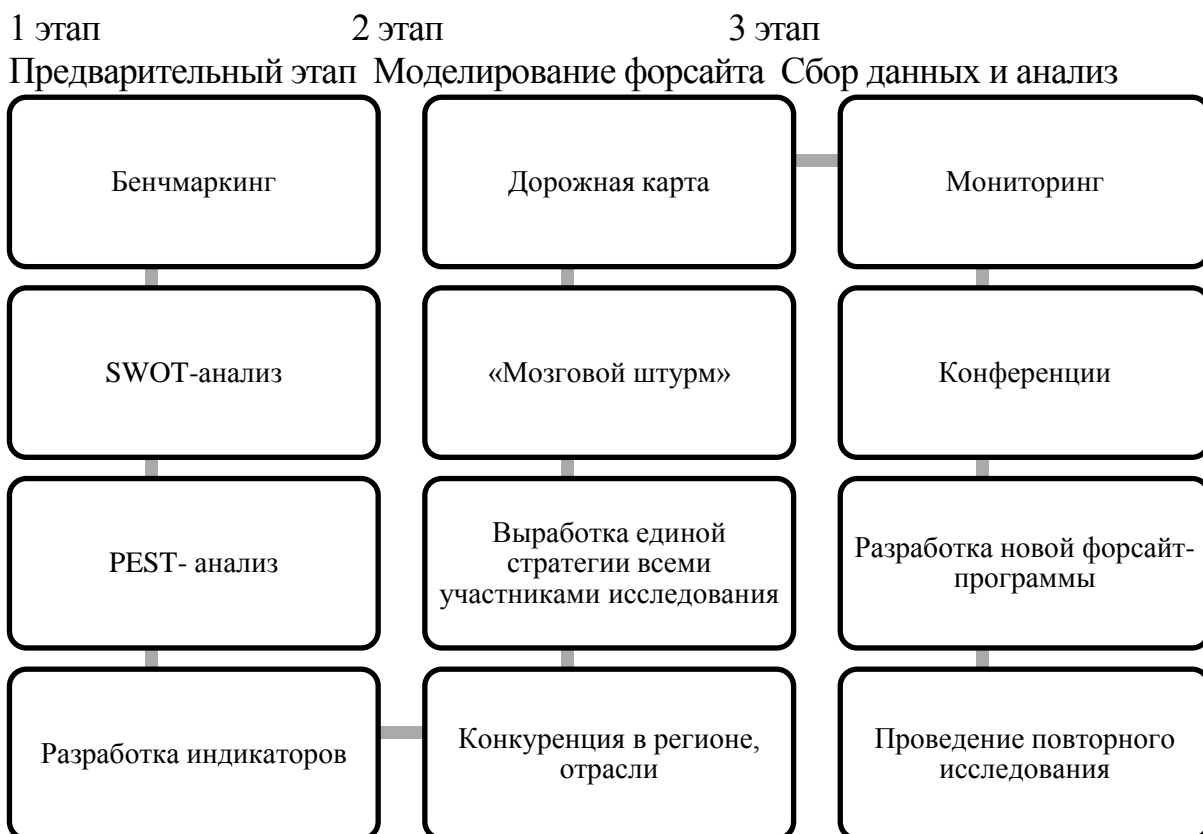 1 этап 2 этап 3 этап
Предварительный этап Моделирование форсайта Сбор данных и анализ
Бенчмаркинг
SWOT-анализ
PEST- анализ
Разработка индикаторов
Конкуренция в регионе,
отрасли
Выработка единой
стратегии всеми
участниками исследования
«Мозговой штурм»
Дорожная карта
Мониторинг
Конференции
Разработка новой форсайт-
программы
Проведение повторного
исследования